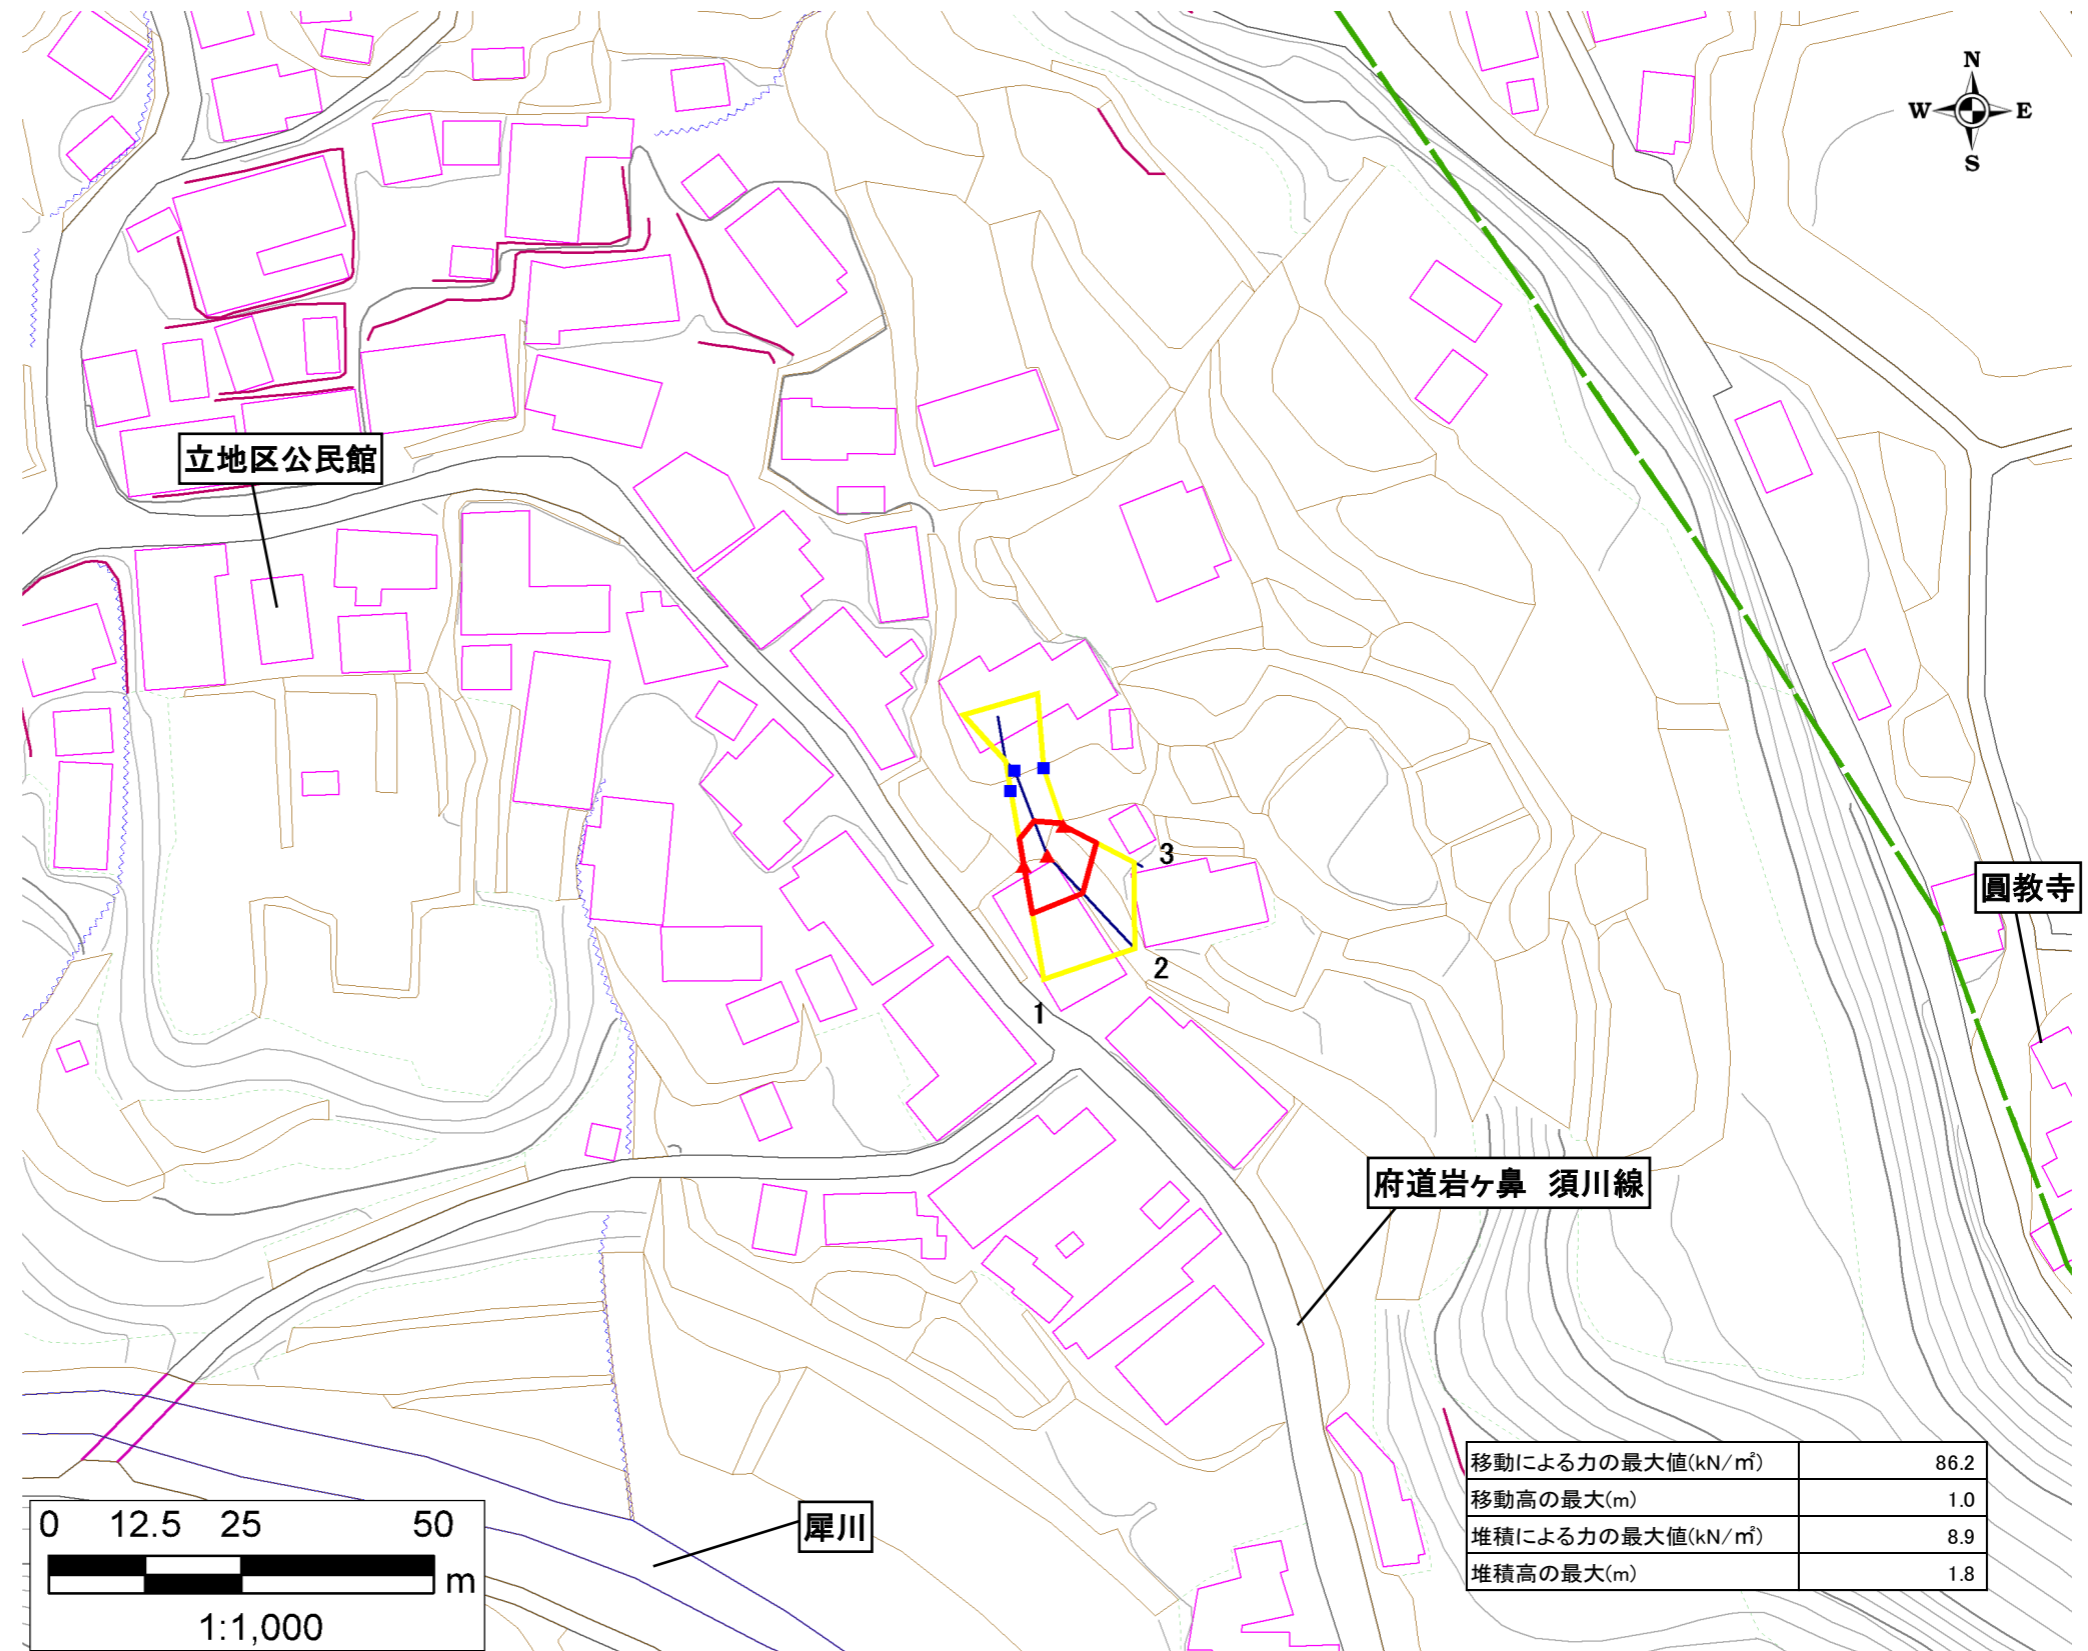 N
W E
S
立地区公民館
3
圓教寺
2
1
府道岩ヶ鼻　須川線
移動による力の最大値(kN/㎡) 86.2
移動高の最大(m) 1.0
堆積による力の最大値(kN/㎡) 8.9
堆積高の最大(m) 1.8
犀川
0 12.5 25 50
m
1:1,000